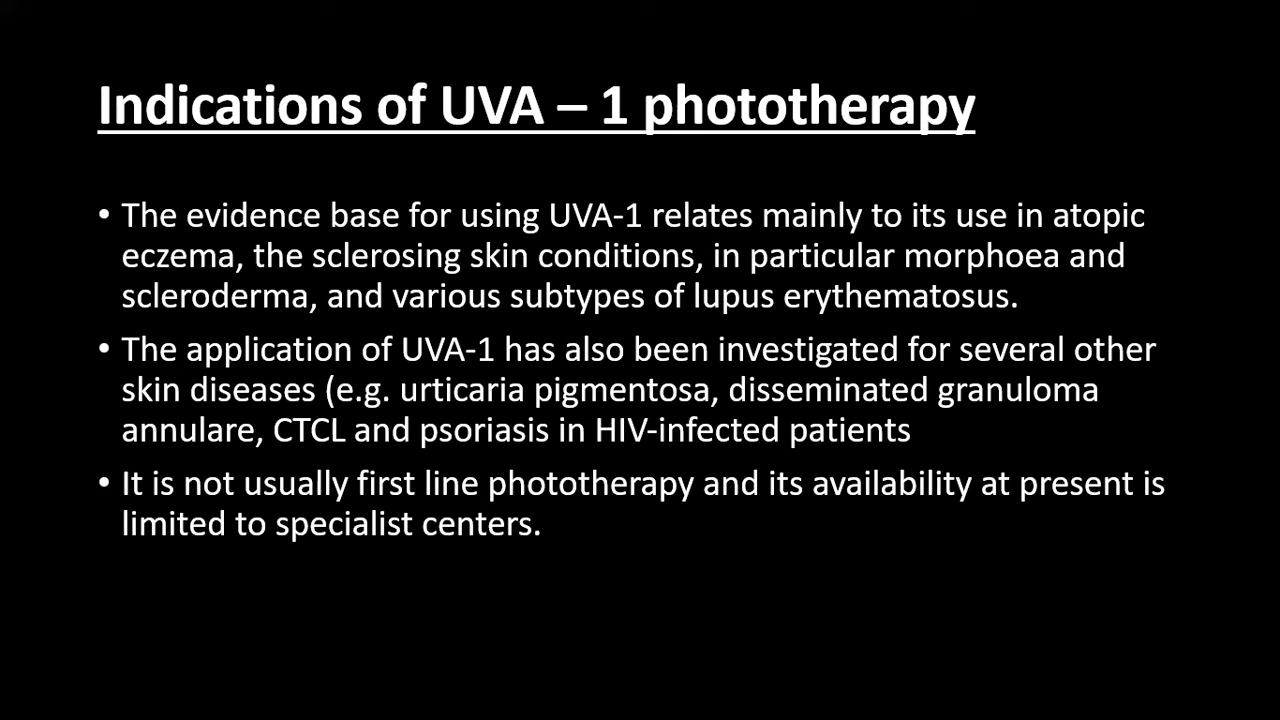 Indications of UVA – 1 phototherapy
• The evidence base for using UVA-1 relates mainly to its use in atopic
eczema, the sclerosing skin conditions, in particular morphoea and
scleroderma, and various subtypes of lupus erythematosus.
• The application of UVA-1 has also been investigated for several other
skin diseases (e.g. urticaria pigmentosa, disseminated granuloma
annulare, CTCL and psoriasis in HIV-infected patients
• It is not usually first line phototherapy and its availability at present is
limited to specialist centers.